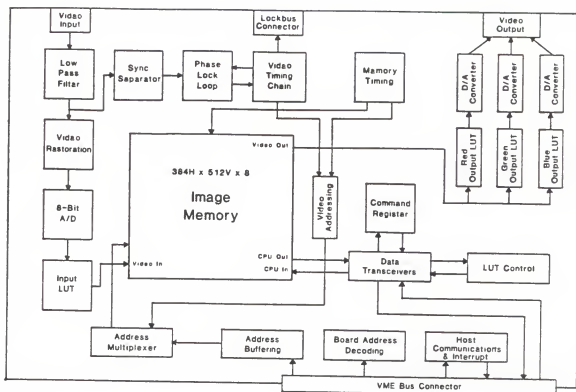 Video
Input
Lockbus
Connector
Video
Output
Low
Pass
Filter
Sync
Separator
Phase
Lock
Loop
Video
Timing
Chain
Mamory
Timing
D/A
Converter
D/A
Converter
D/A
Converter
Video
Rastoration
Video Out
Red
Output LUT
Green
Output LUT
Blue
Output LUT
384H x 512V x 8
Image
Memory
8-Bit
A/D
Video
Addressing
Command
Register
Input
LUT
Video In
CPU Out
CPU In
Data
Transceivers
LUT Control
Address
Multiplexer
Address
Buffering
Board Address
Decoding
Host
Communications
& Interrupt
VME Bus Connector